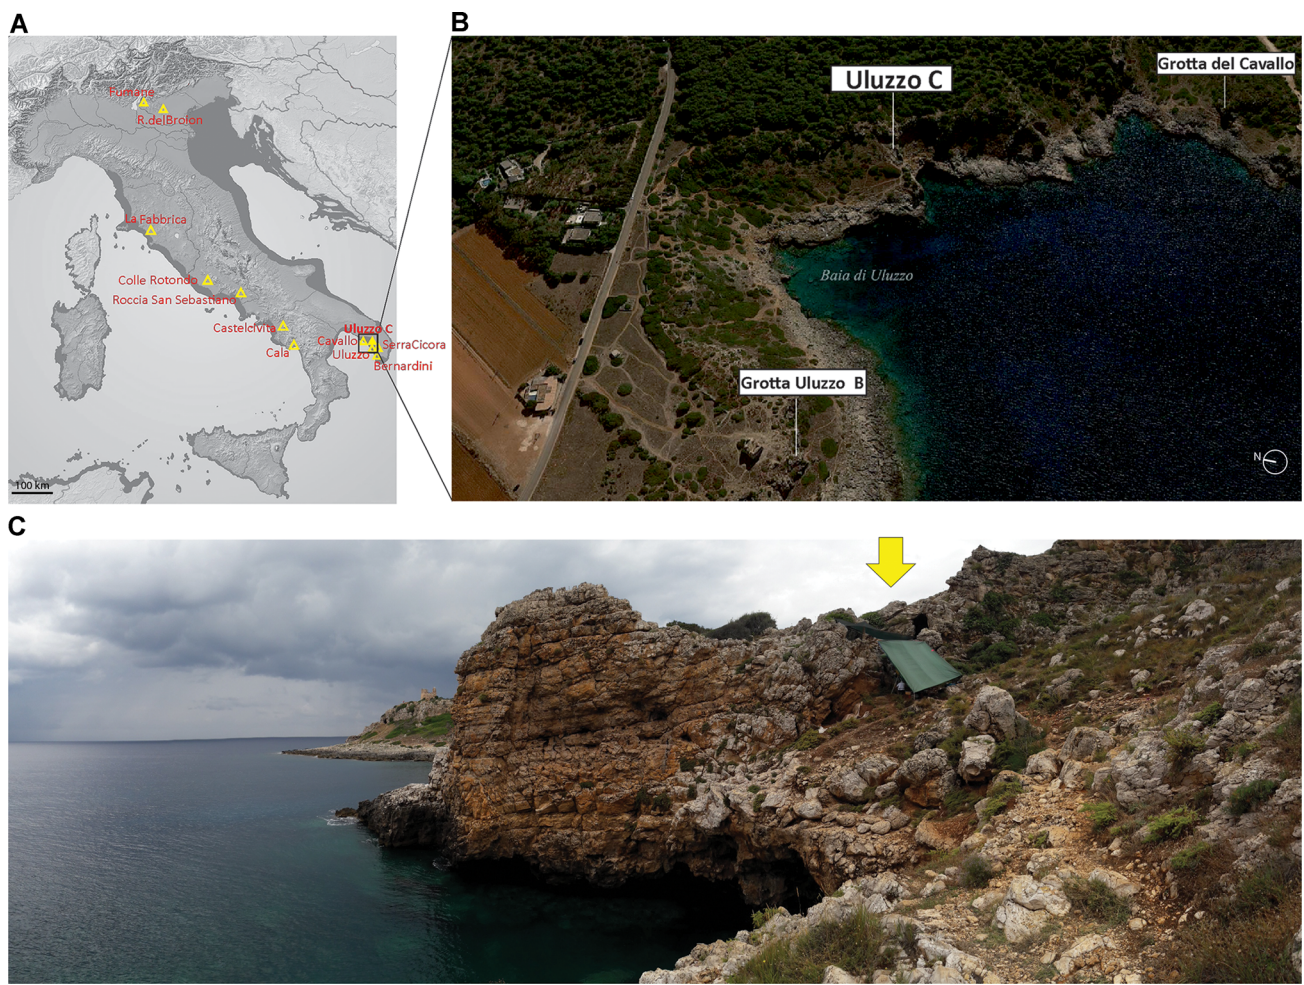 A
Fumane
R.delBroion
La Fabbrica
Colle Rotondo
Roccia San Sebastiano
Castelcivita
Cala
Uluzzo C
Cavallo
SerraCicora
Uluzzo
Bernardini
100 km
B
Uluzzo C
Grotta del Cavallo
Baia di Uluzzo
Grotta Uluzzo B
N
C